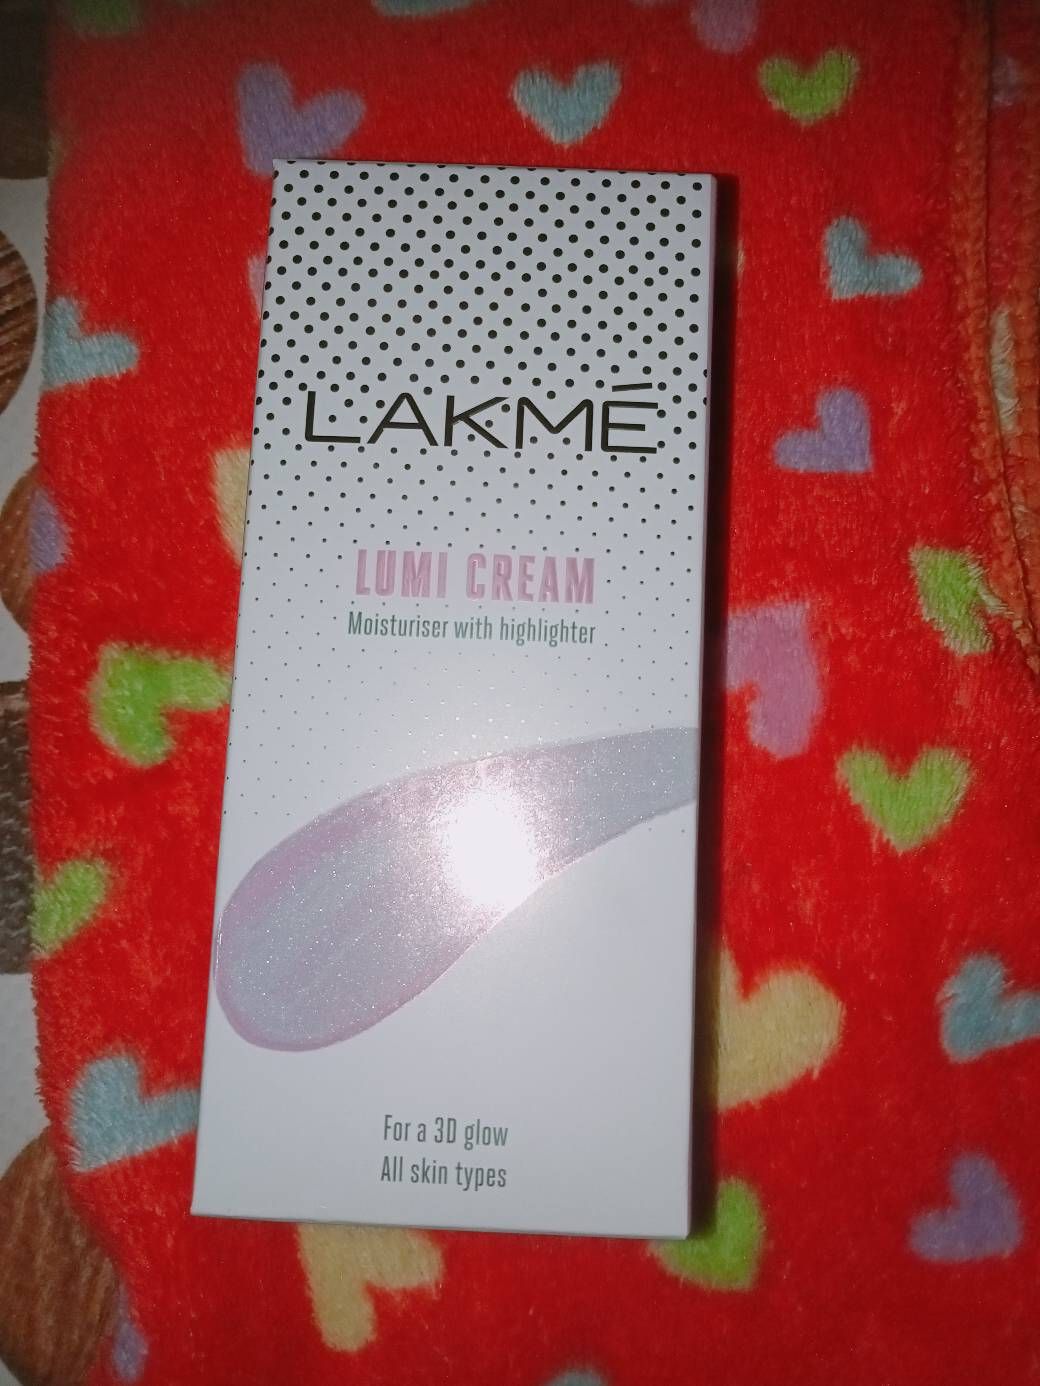 LAKMÉ
LUMI CREAM
Moisturiser with highlighter
For a 3D glow
All skin types